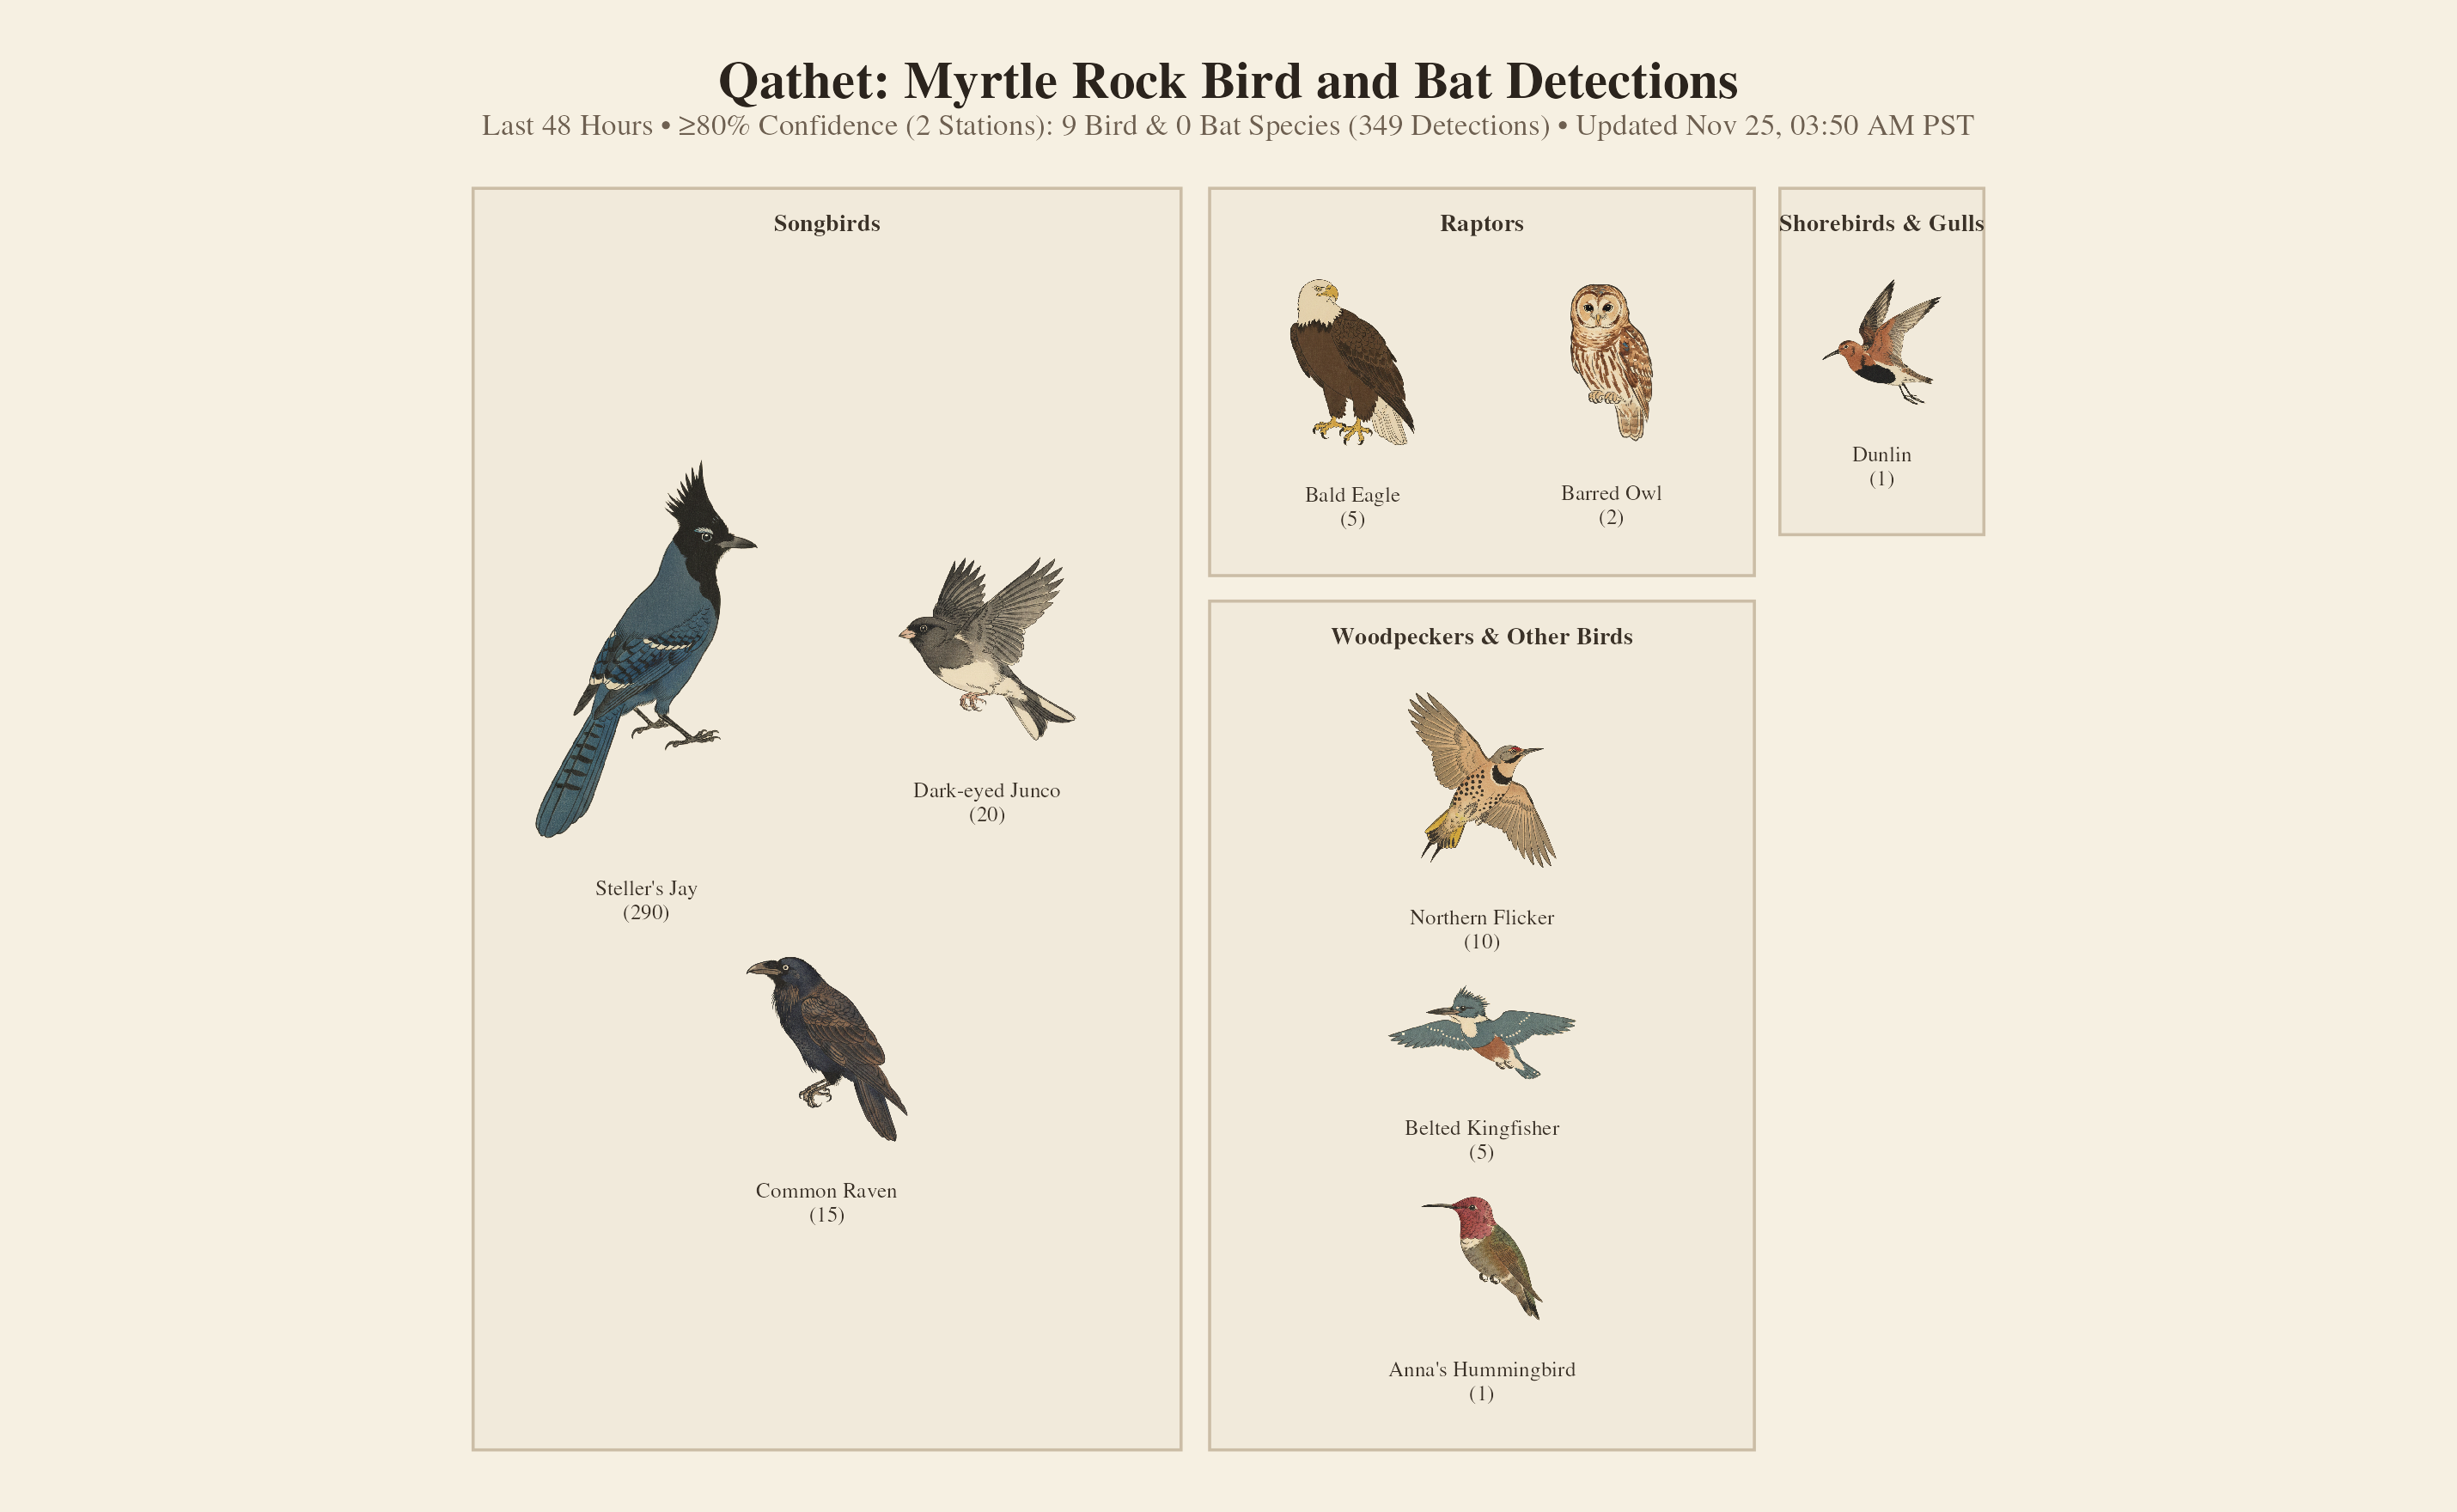 Qathet: Myrtle Rock Bird and Bat Detections
Last 48 Hours • ≥80% Confidence (2 Stations): 9 Bird & 0 Bat Species (349 Detections) • Updated Nov 25, 03:50 AM PST
Songbirds
Steller's Jay
(290)
Dark-eyed Junco
(20)
Common Raven
(15)
Raptors
Bald Eagle
(5)
Barred Owl
(2)
Woodpeckers & Other Birds
Northern Flicker
(10)
Belted Kingfisher
(5)
Anna's Hummingbird
(1)
Shorebirds & Gulls
Dunlin
(1)